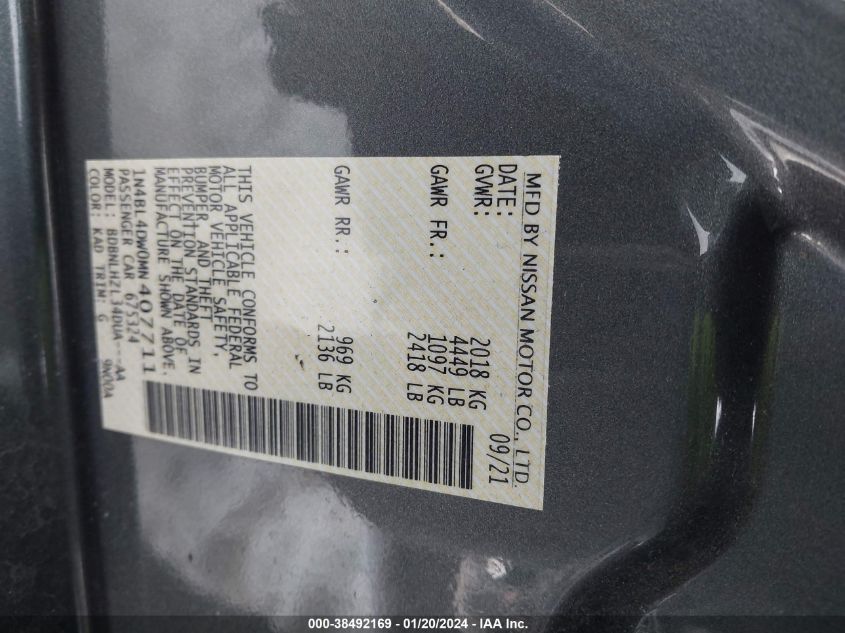 MFD BY NISSAN MOTOR CO., LTD.
DATE: 09/21
GVWR: 2018 KG
4449 LB
GAWR FR.: 1097 KG
2418 LB
GAWR RR.: 969 KG
2136 LB
THIS VEHICLE CONFORMS TO
ALL APPLICABLE FEDERAL
MOTOR VEHICLE SAFETY,
BUMPER, AND THEFT
PREVENTION STANDARDS IN
EFFECT ON THE DATE OF
MANUFACTURE SHOWN ABOVE.
1N4BL4DW0MN407711
PASSENGER CAR 675324
MODEL: BDBNLHZL34DUA---AA
COLOR: KAD TRIM: G 9N00A
000-38492169 - 01/20/2024 - IAA Inc.